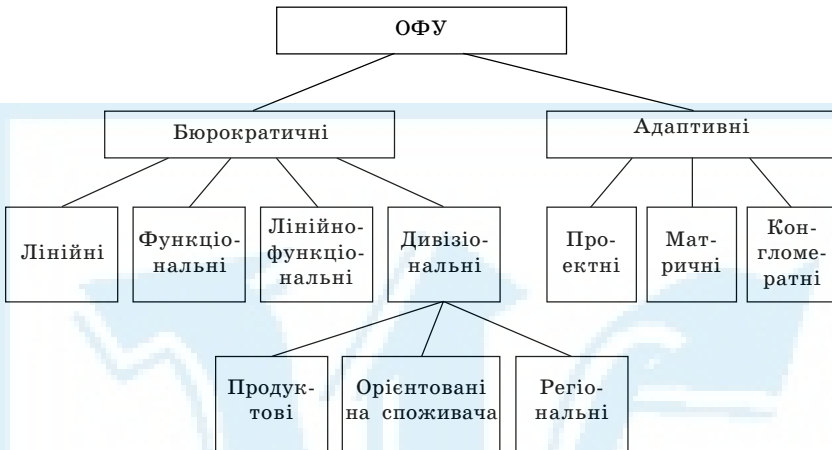 ОФУ
Бюрократичні
Адаптивні
Лінійні
Функціо-
нальні
Лінійно-
функціо-
нальні
Дивізіо-
нальні
Про-
ектні
Мат-
ричні
Кон-
гломе-
ратні
Продук-
тові
Орієнтовані
на споживача
Регіо-
нальні